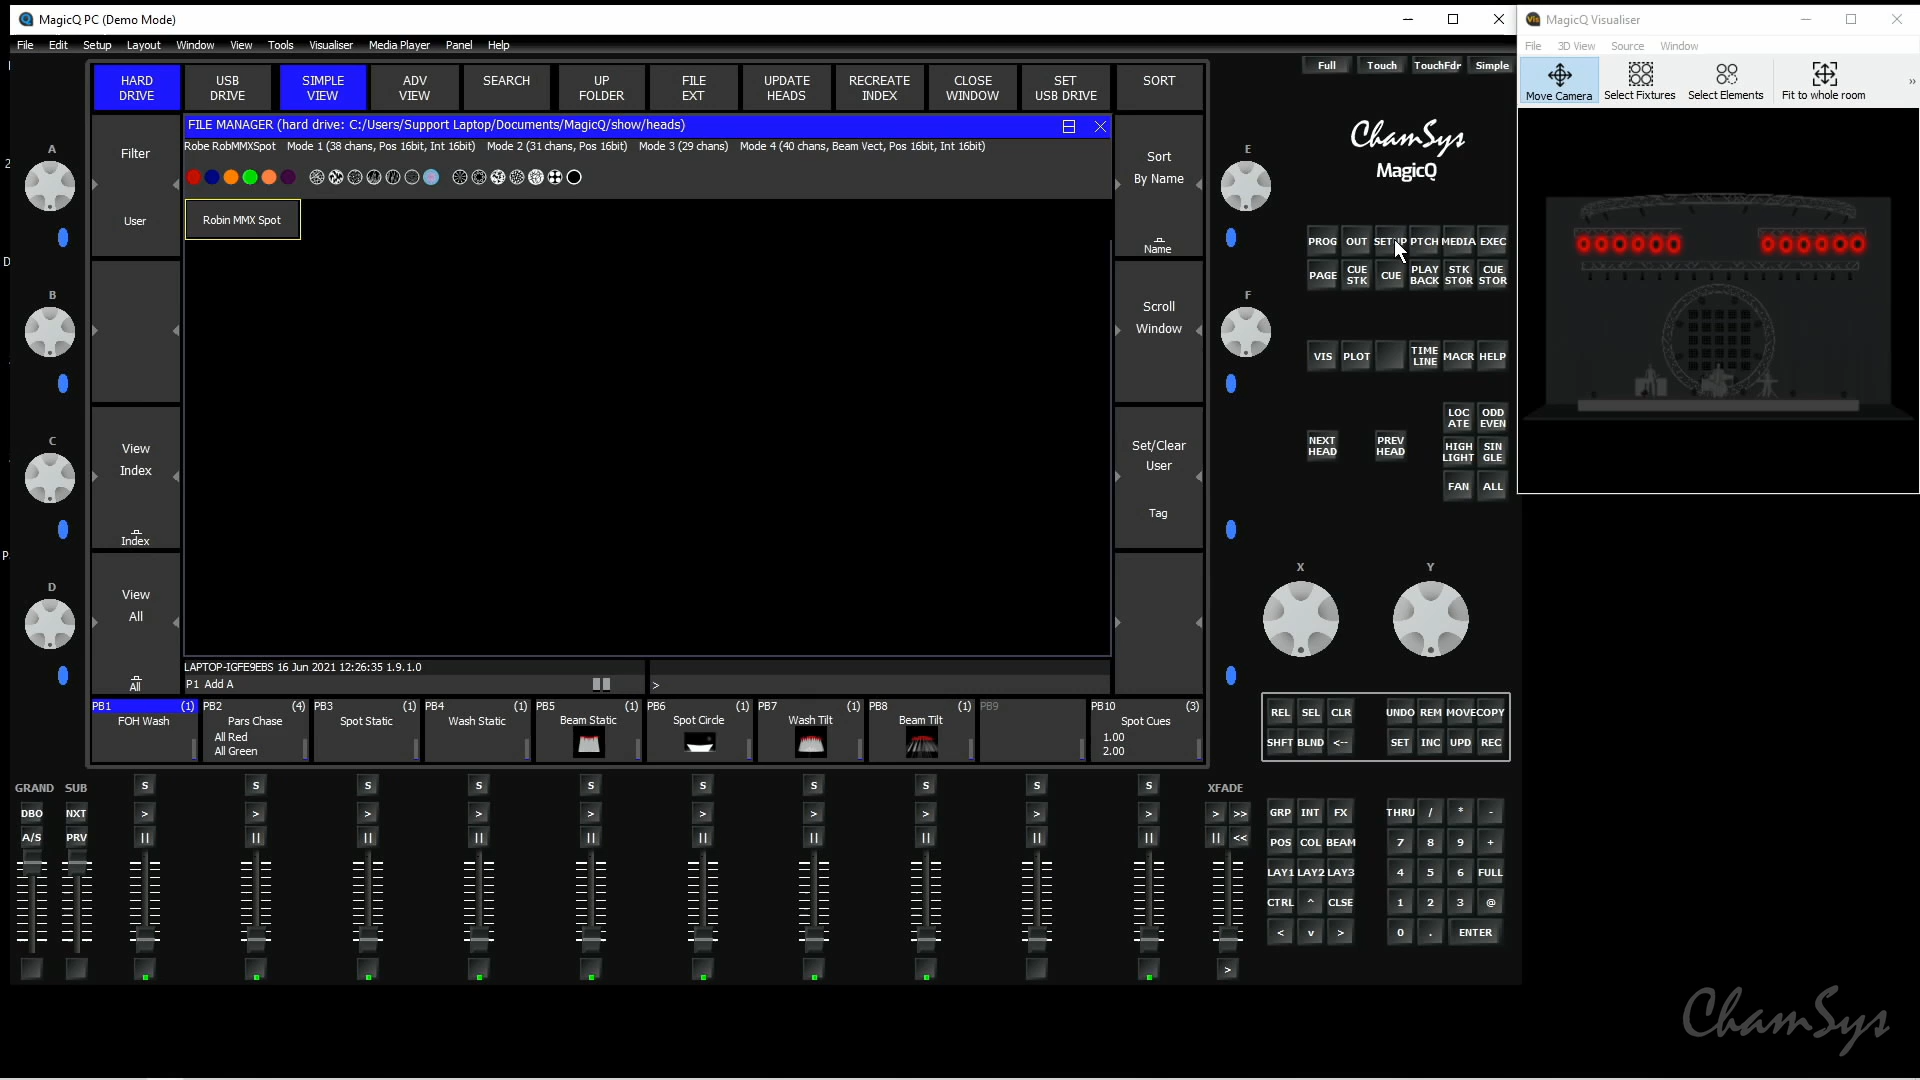 MagicQ PC (Demo Mode)
File Edit Setup Layout Window View Tools Visualiser Media Player Panel Help
HARD DRIVE
USB DRIVE
SIMPLE VIEW
ADV VIEW
SEARCH
UP FOLDER
FILE EXT
UPDATE HEADS
RECREATE INDEX
CLOSE WINDOW
SET USB DRIVE
SORT
FILE MANAGER (hard drive: C:/Users/Support Laptop/Documents/MagicQ/show/heads)
Robe RobMMXSpot Mode 1 (38 chans, Pos 16bit, Int 16bit) Mode 2 (31 chans, Pos 16bit) Mode 3 (29 chans) Mode 4 (40 chans, Beam Vect, Pos 16bit, Int 16bit)
Robin MMX Spot
Filter
User
View
Index
Index
View
All
All
Sort
By Name
Name
Scroll
Window
Set/Clear
User
Tag
A
B
C
D
E
F
X
Y
LAPTOP-IGFE9EBS 16 Jun 2021 12:26:35 1.9.1.0
P1 Add A
>
PB1 (1)
FOH Wash
PB2 (4)
Pars Chase
All Red
All Green
PB3 (1)
Spot Static
PB4 (1)
Wash Static
PB5 (1)
Beam Static
PB6 (1)
Spot Circle
PB7 (1)
Wash Tilt
PB8 (1)
Beam Tilt
PB9
PB10 (3)
Spot Cues
1.00
2.00
GRAND SUB
DBO NXT
A/S PRV
S S S S S S S S S S
> > > > > > > > > >
|| || || || || || || || || ||
XFADE
> >>
|| <<
>
Full Touch TouchFdr Simple
ChamSys
MagicQ
PROG OUT SETUP PTCH MEDIA EXEC
PAGE CUE STK CUE PLAY BACK STK STOR CUE STOR
VIS PLOT TIME LINE MACR HELP
NEXT HEAD PREV HEAD
LOC ATE ODD EVEN
HIGH LIGHT SIN GLE
FAN ALL
REL SEL CLR UNDO REM MOVE COPY
SHFT BLND <-- SET INC UPD REC
GRP INT FX THRU / * -
POS COL BEAM 7 8 9 +
LAY1 LAY2 LAY3 4 5 6 FULL
CTRL ^ CLSE 1 2 3 @
< v > 0 . ENTER
MagicQ Visualiser
File 3D View Source Window
Move Camera Select Fixtures Select Elements Fit to whole room »
ChamSys